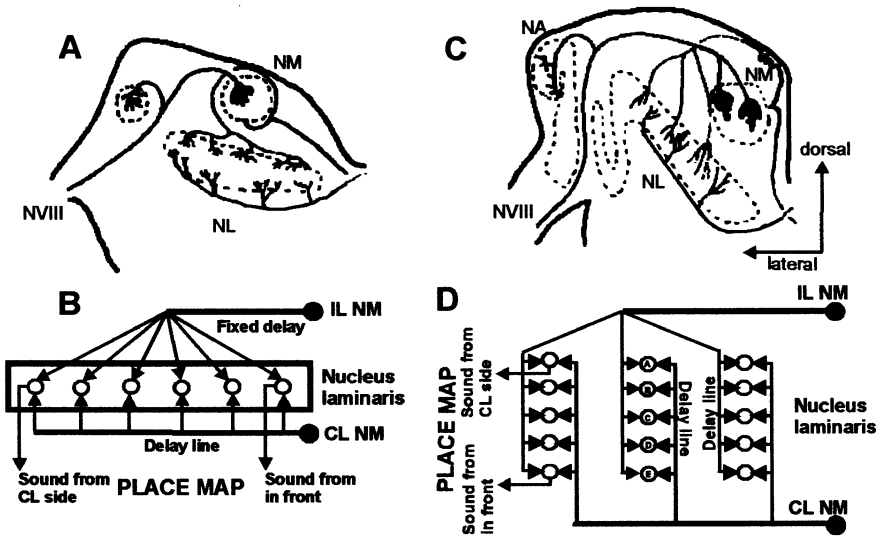 A
NM
NVIII
NL
C
NA
NM
NL
NVIII
dorsal
lateral
B
IL NM
Fixed delay
Nucleus
laminaris
CL NM
Delay line
Sound from
CL side
PLACE MAP
Sound from
in front
D
IL NM
PLACE MAP
Sound from
CL side
Sound from
in front
A
B
C
D
E
Delay line
Delay line
Nucleus
laminaris
CL NM